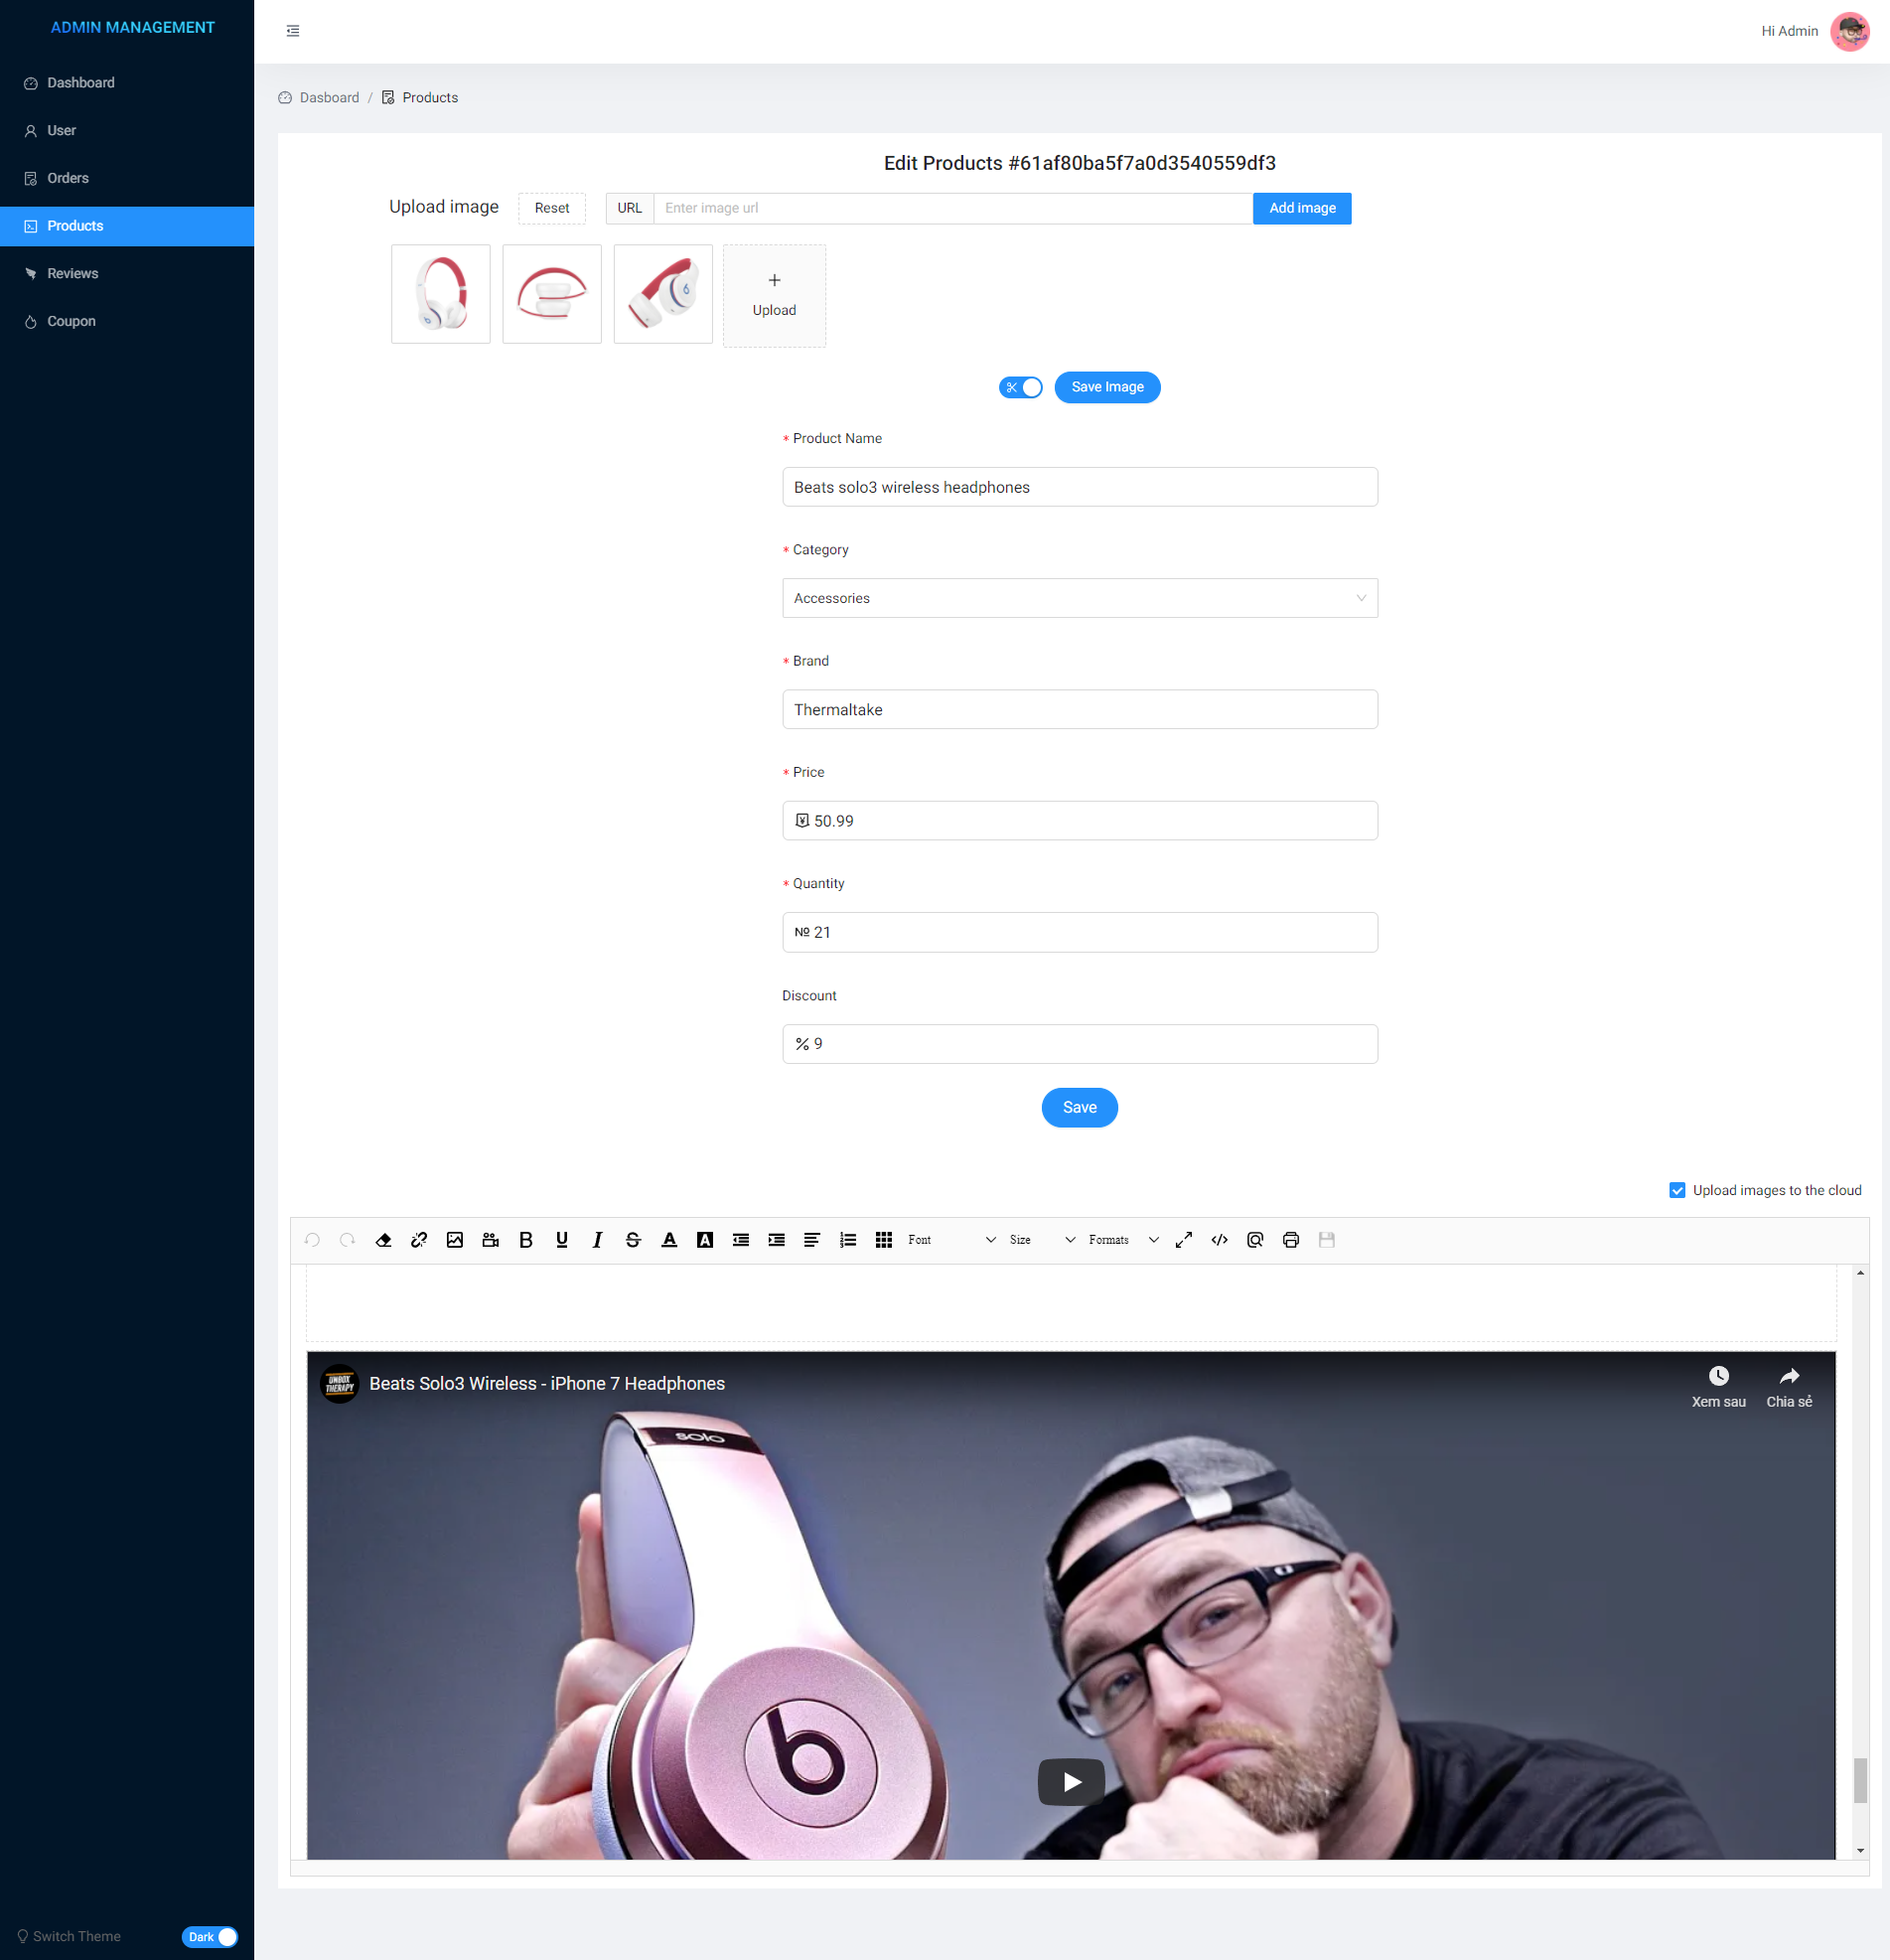 ADMIN MANAGEMENT
Dashboard
User
Orders
Products
Reviews
Coupon
Switch Theme
Dark
Hi Admin
Dasboard / Products
Edit Products #61af80ba5f7a0d3540559df3
Upload image
Reset
URL
Enter image url
Add image
+
Upload
Save Image
* Product Name
Beats solo3 wireless headphones
* Category
Accessories
* Brand
Thermaltake
* Price
50.99
* Quantity
№ 21
Discount
% 9
Save
Upload images to the cloud
B U I S A A Font Size Formats </>
UNBOX THERAPY
Beats Solo3 Wireless - iPhone 7 Headphones
Xem sau
Chia sẻ
solo